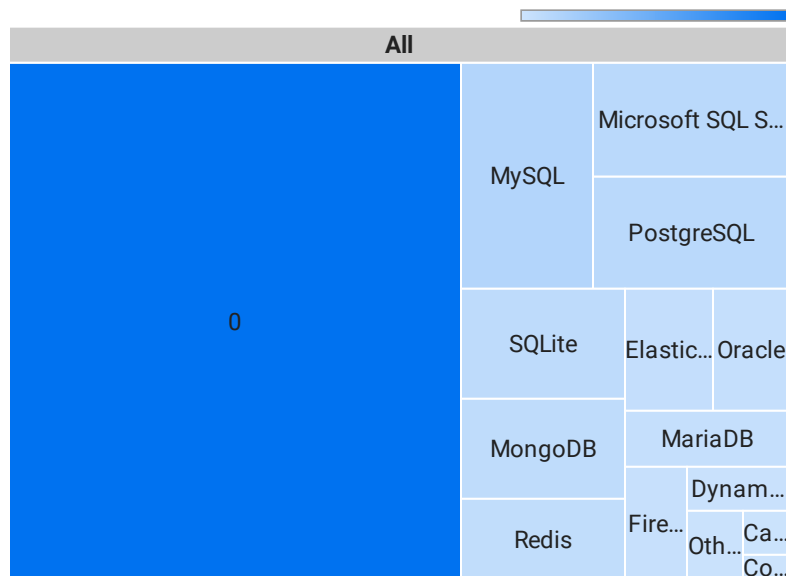 All
0
MySQL
Microsoft SQL S...
PostgreSQL
SQLite
Elastic...
Oracle
MongoDB
MariaDB
Redis
Fire...
Dynam...
Oth...
Ca...
Co...